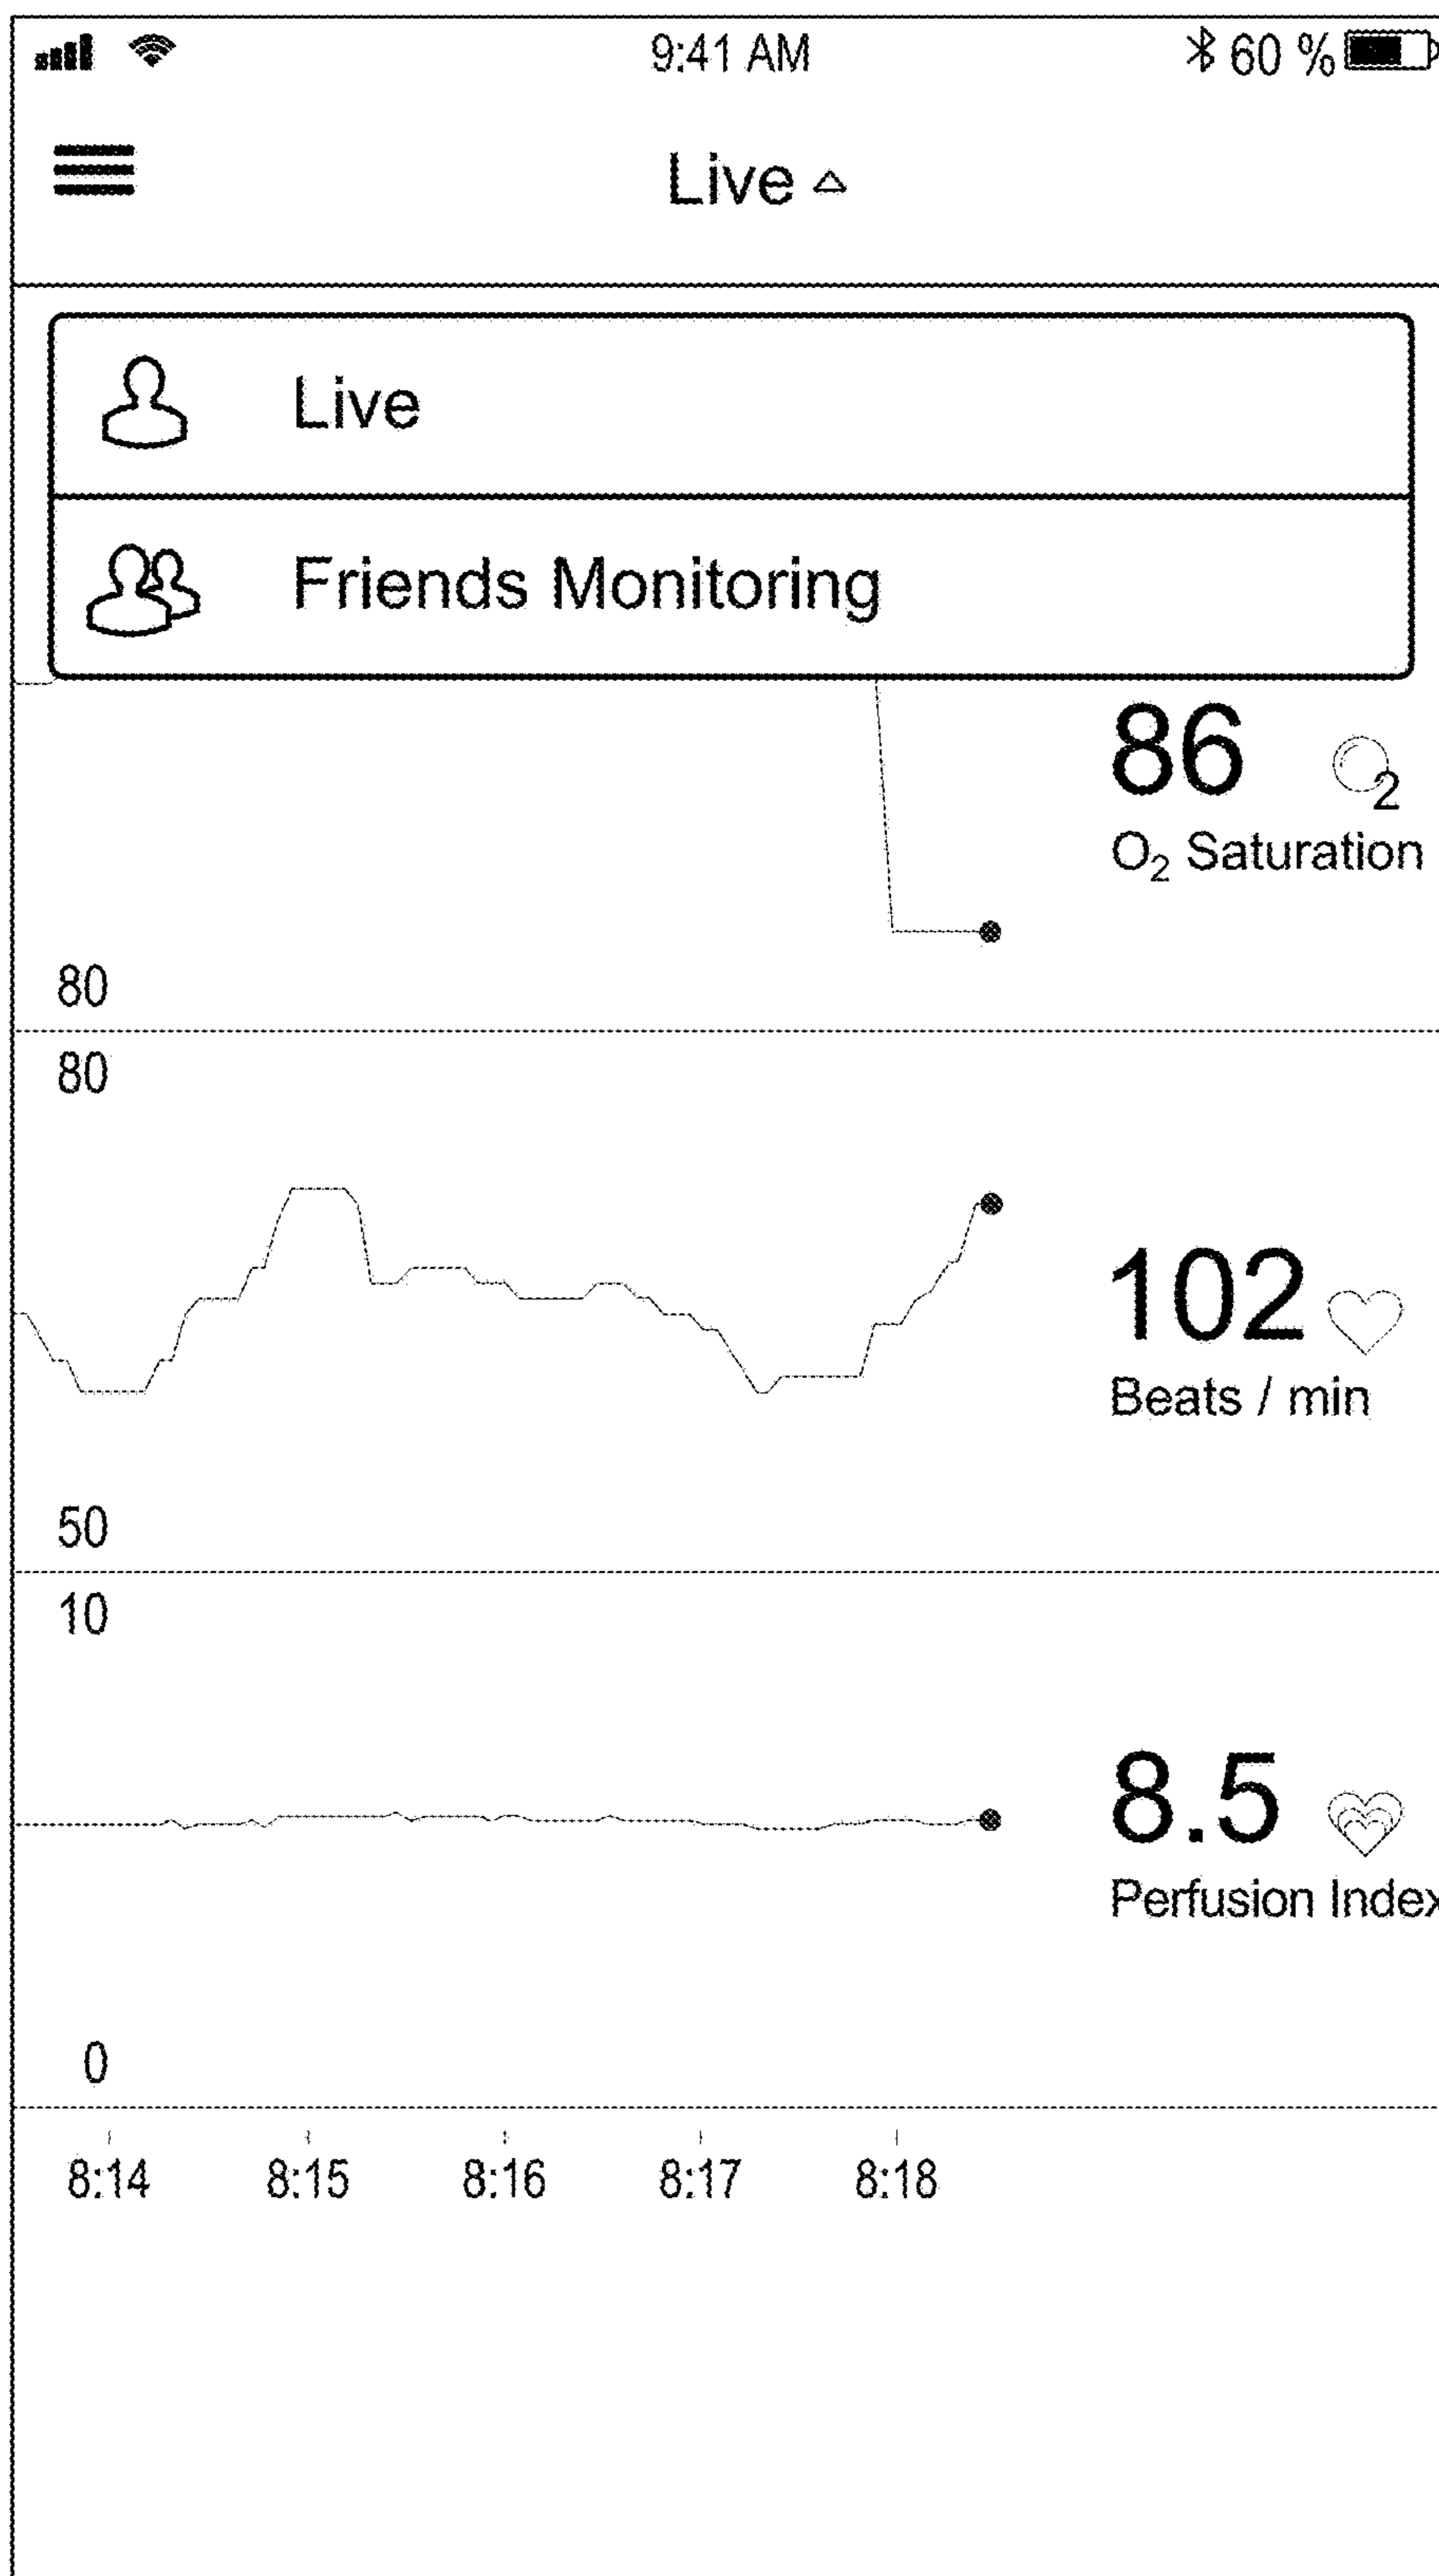 9:41 AM 60 %
Live
Live
Friends Monitoring
86
2
O₂ Saturation
80
80
102
Beats / min
50
10
8.5
Perfusion Index
0
8:14 8:15 8:16 8:17 8:18